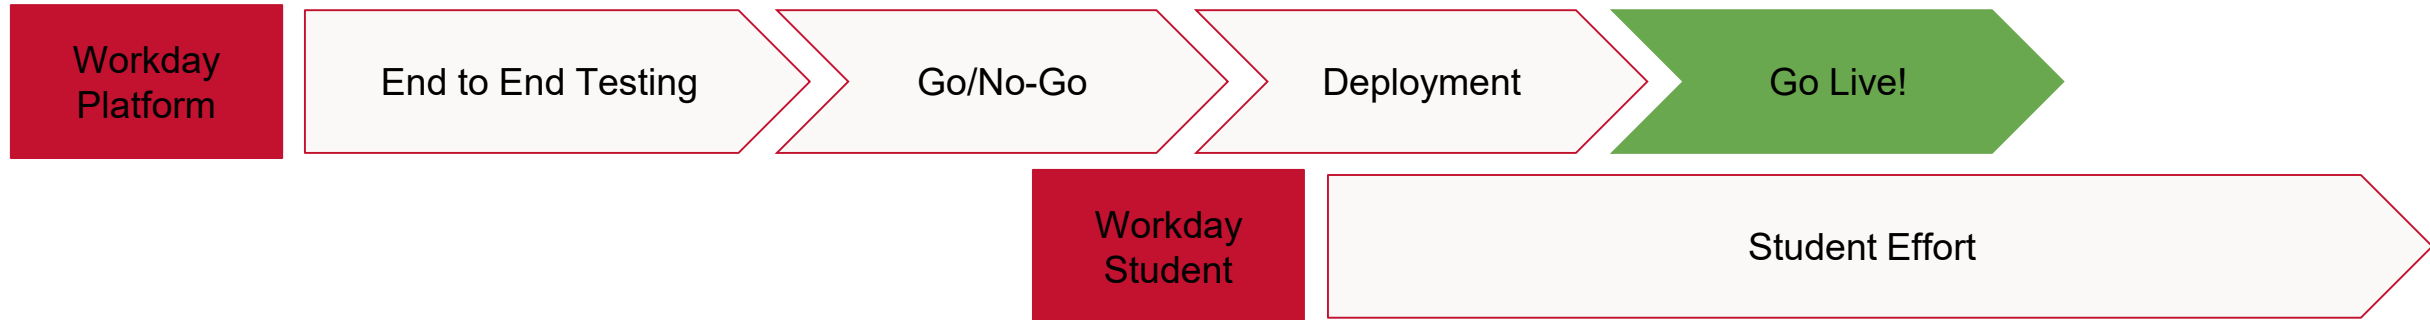 Workday
Platform
End to End Testing
Go/No-Go
Deployment
Go Live!
Workday
Student
Student Effort